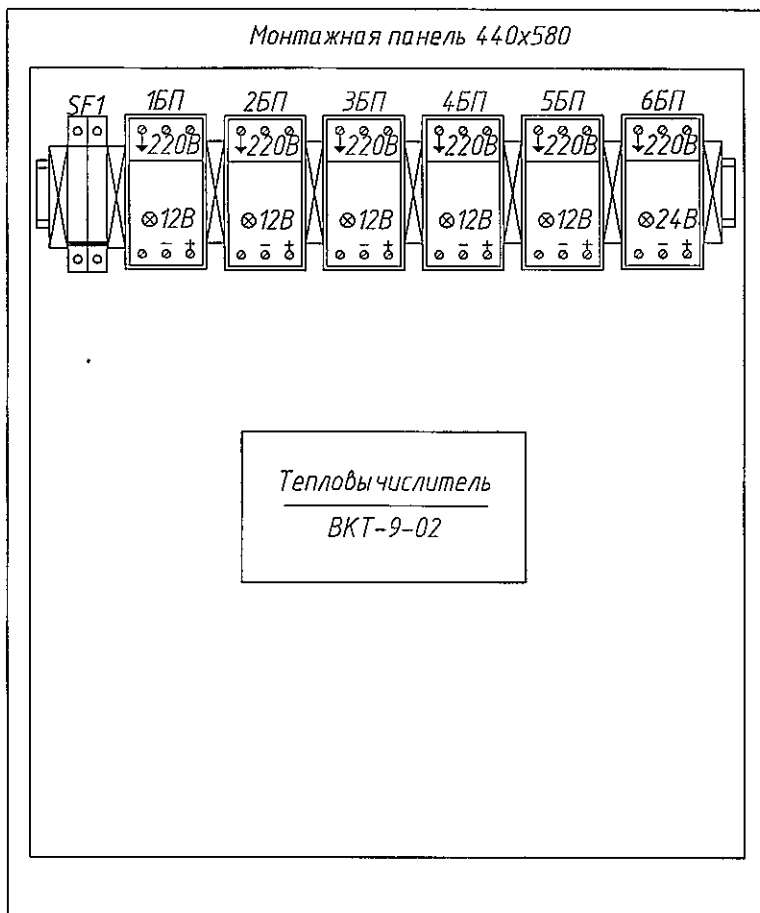 Монтажная панель 440х580
SF1 1БП 2БП 3БП 4БП 5БП 6БП
220В 220В 220В 220В 220В 220В
12В 12В 12В 12В 12В 24В
– + – + – + – + – + – +
Тепловычислитель
ВКТ-9-02